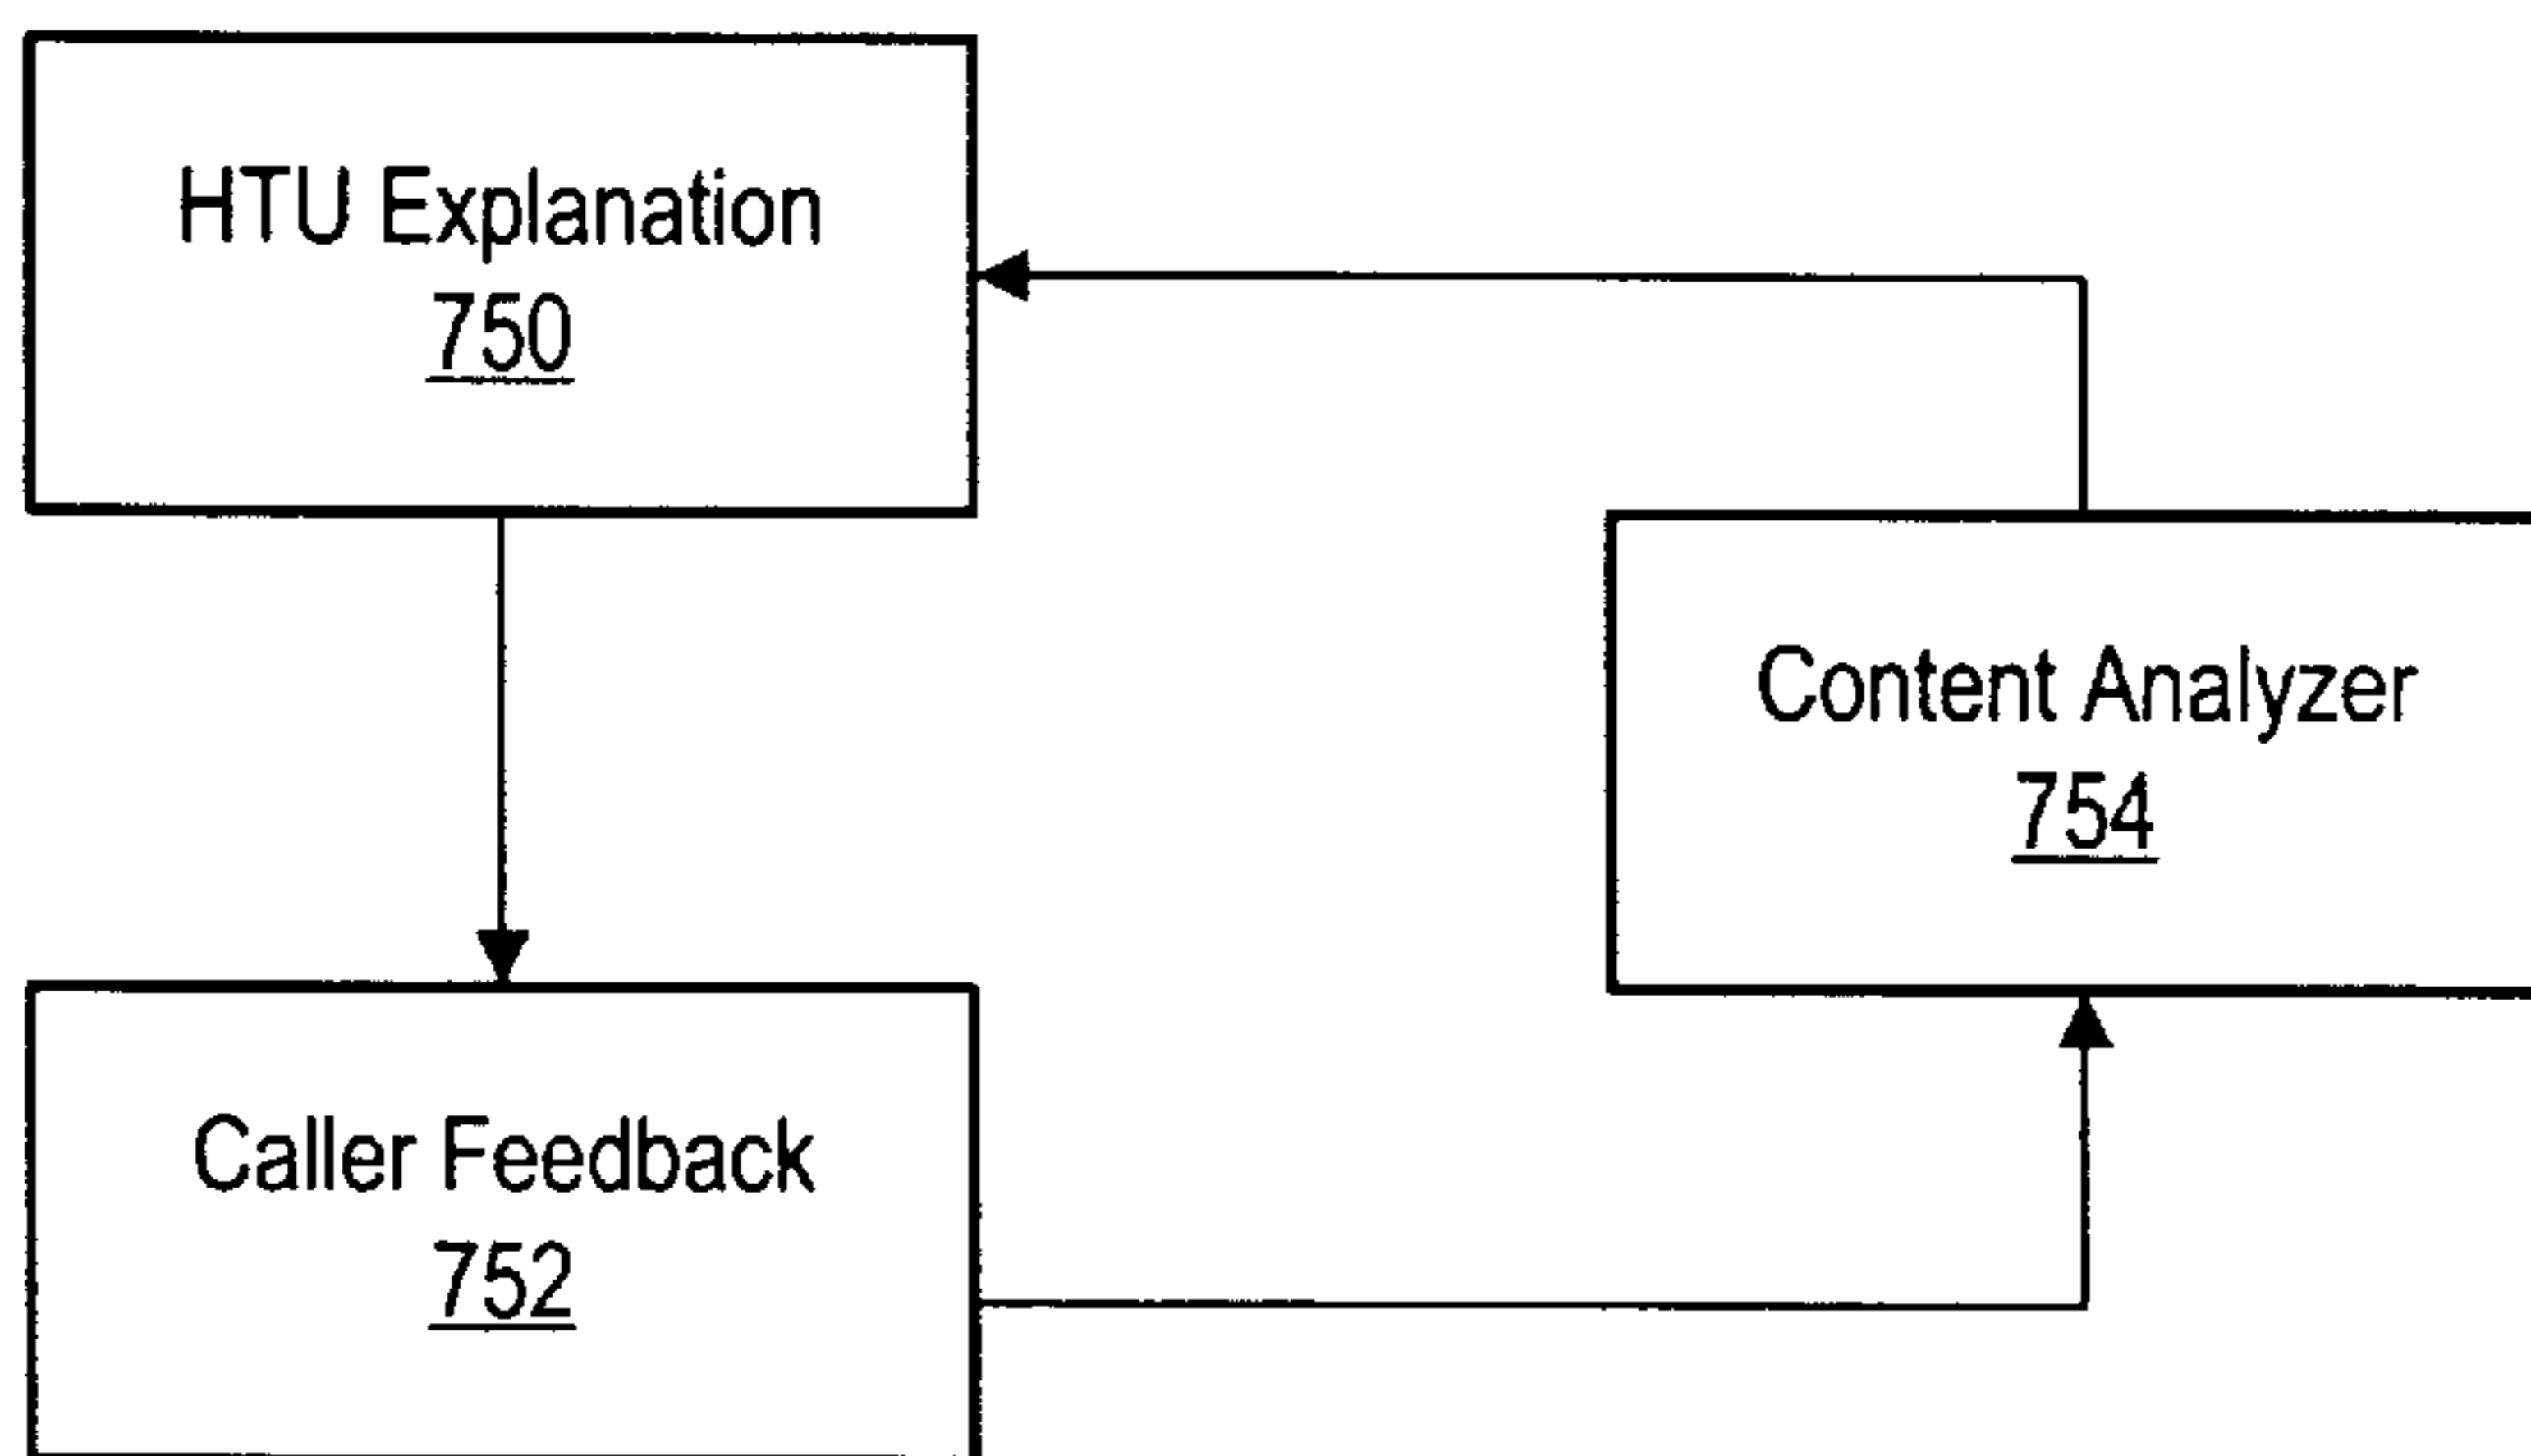 HTU Explanation
750
Content Analyzer
754
Caller Feedback
752